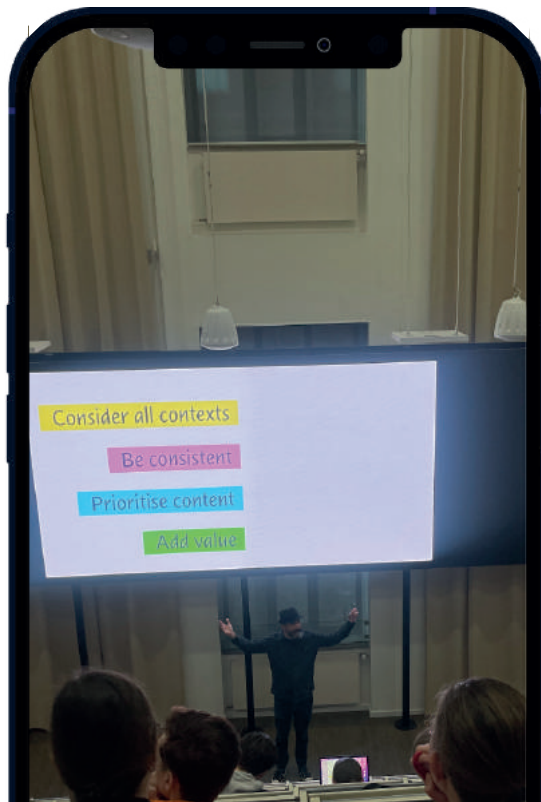 Consider all contexts
Be consistent
Prioritise content
Add value